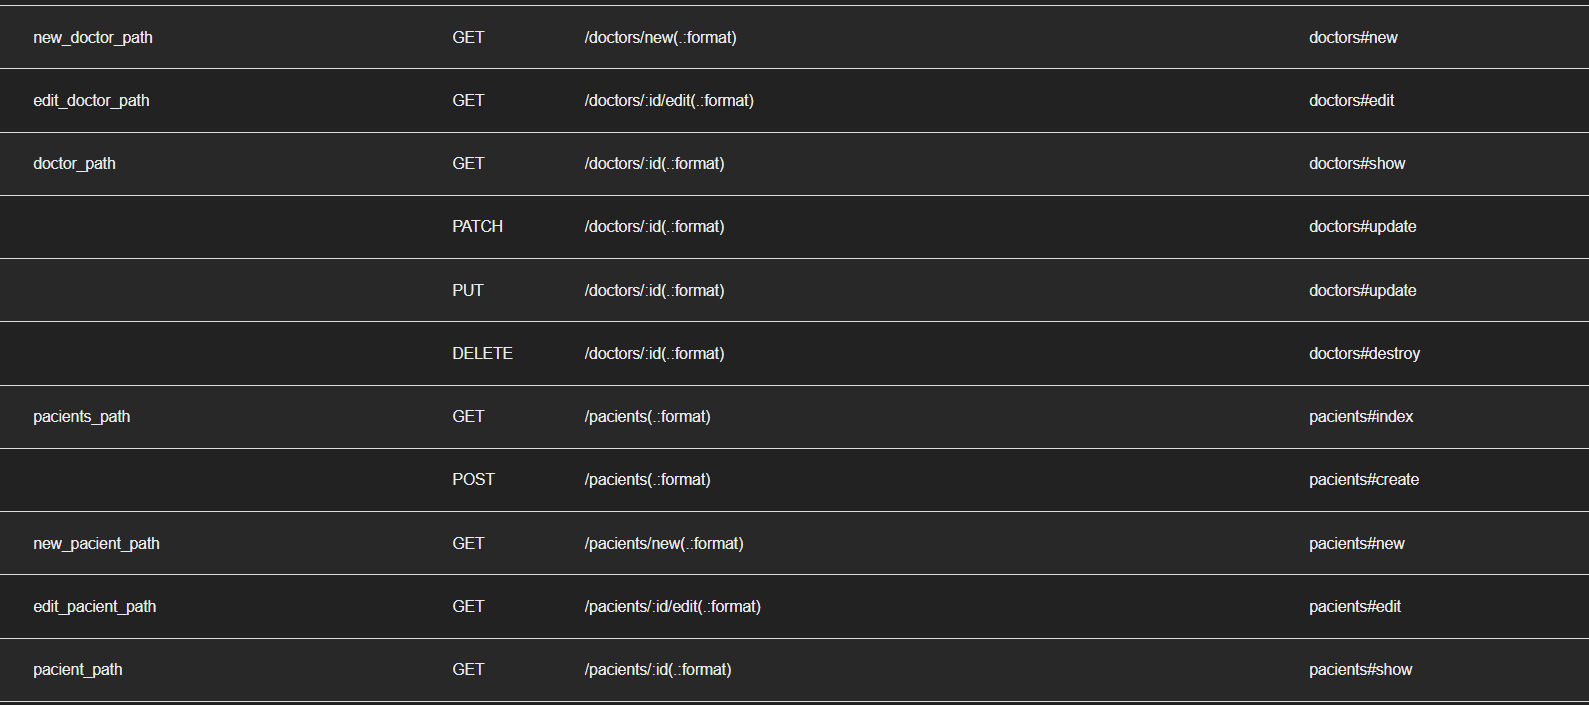 new_doctor_path GET /doctors/new(.:format) doctors#new
edit_doctor_path GET /doctors/:id/edit(.:format) doctors#edit
doctor_path GET /doctors/:id(.:format) doctors#show
PATCH /doctors/:id(.:format) doctors#update
PUT /doctors/:id(.:format) doctors#update
DELETE /doctors/:id(.:format) doctors#destroy
pacients_path GET /pacients(.:format) pacients#index
POST /pacients(.:format) pacients#create
new_pacient_path GET /pacients/new(.:format) pacients#new
edit_pacient_path GET /pacients/:id/edit(.:format) pacients#edit
pacient_path GET /pacients/:id(.:format) pacients#show